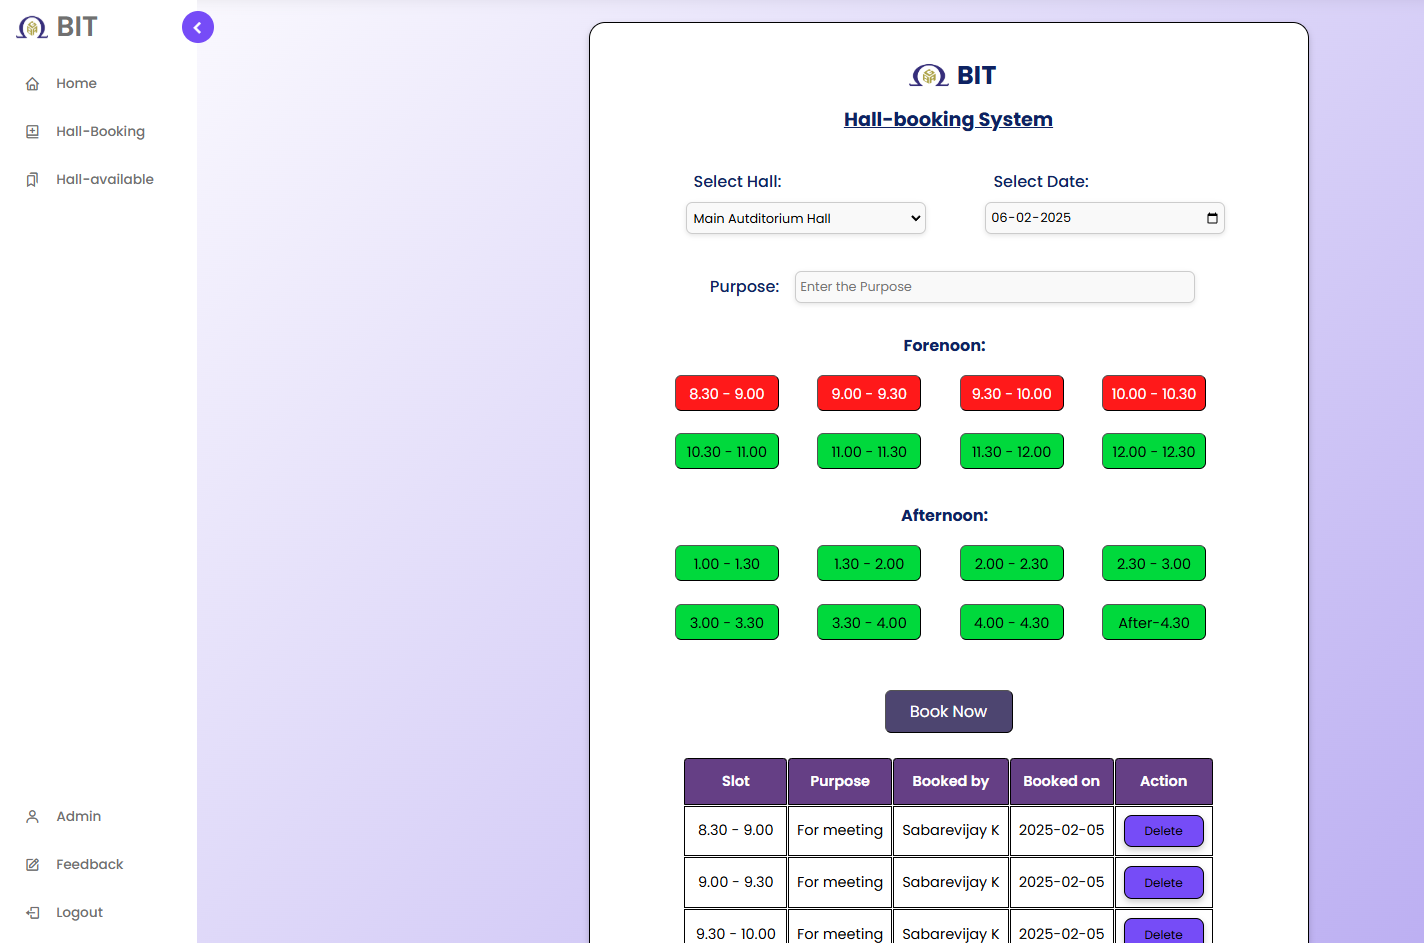 BIT
Home
Hall-Booking
Hall-available
Admin
Feedback
Logout
BIT
Hall-booking System
Select Hall: Select Date:
Main Autditorium Hall 06-02-2025
Purpose: Enter the Purpose
Forenoon:
8.30 - 9.00 9.00 - 9.30 9.30 - 10.00 10.00 - 10.30
10.30 - 11.00 11.00 - 11.30 11.30 - 12.00 12.00 - 12.30
Afternoon:
1.00 - 1.30 1.30 - 2.00 2.00 - 2.30 2.30 - 3.00
3.00 - 3.30 3.30 - 4.00 4.00 - 4.30 After-4.30
Book Now
Slot Purpose Booked by Booked on Action
8.30 - 9.00 For meeting Sabarevijay K 2025-02-05 Delete
9.00 - 9.30 For meeting Sabarevijay K 2025-02-05 Delete
9.30 - 10.00 For meeting Sabarevijay K 2025-02-05 Delete